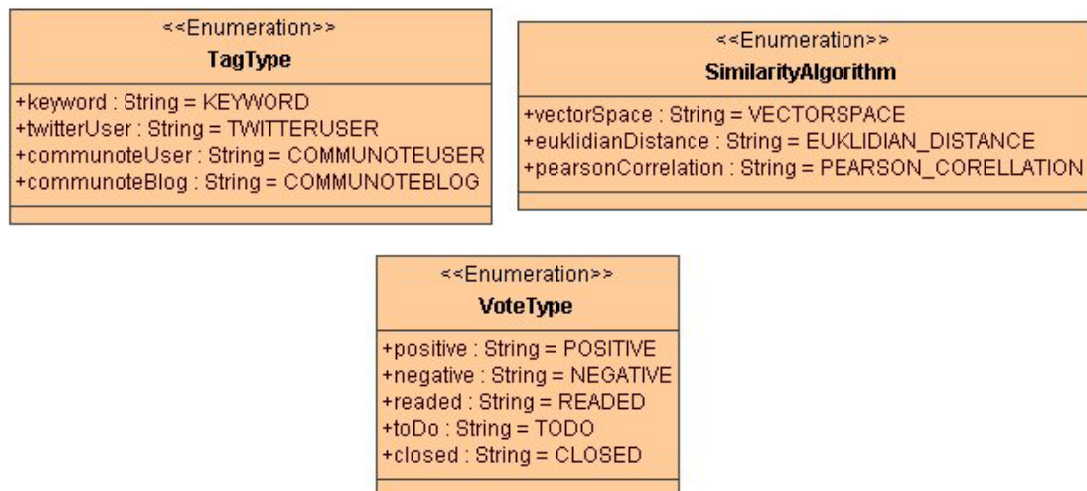 <<Enumeration>>
TagType
+keyword : String = KEYWORD
+twitterUser : String = TWITTERUSER
+communoteUser : String = COMMUNOTEUSER
+communoteBlog : String = COMMUNOTEBLOG
<<Enumeration>>
SimilarityAlgorithm
+vectorSpace : String = VECTORSPACE
+euklidianDistance : String = EUKLIDIAN_DISTANCE
+pearsonCorrelation : String = PEARSON_CORELLATION
<<Enumeration>>
VoteType
+positive : String = POSITIVE
+negative : String = NEGATIVE
+readed : String = READED
+toDo : String = TODO
+closed : String = CLOSED